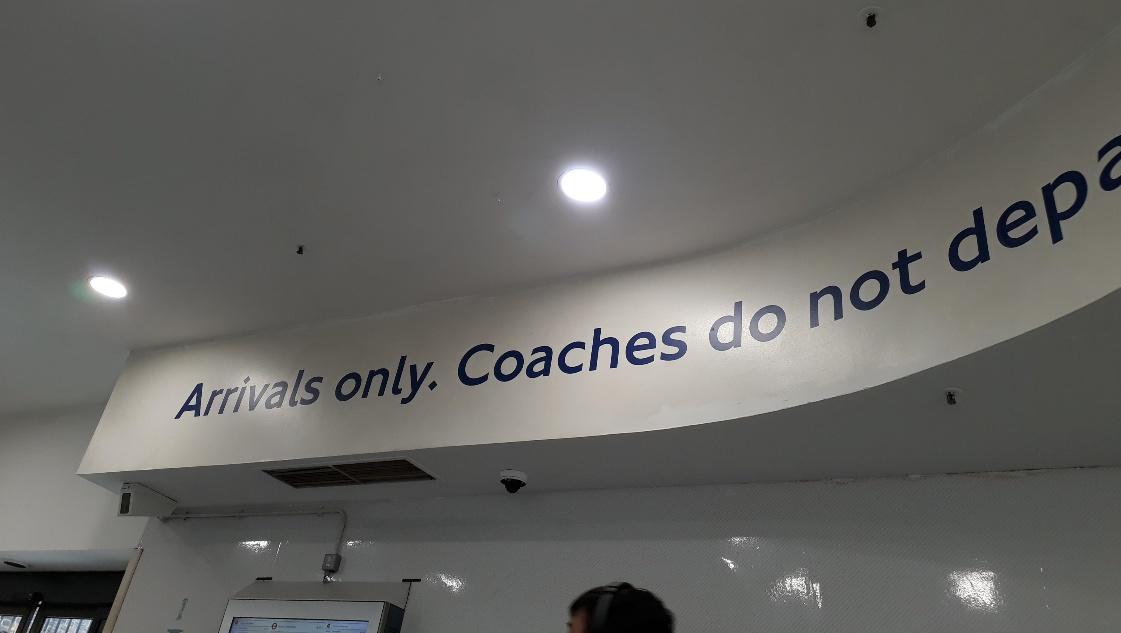 Arrivals only. Coaches do not depa